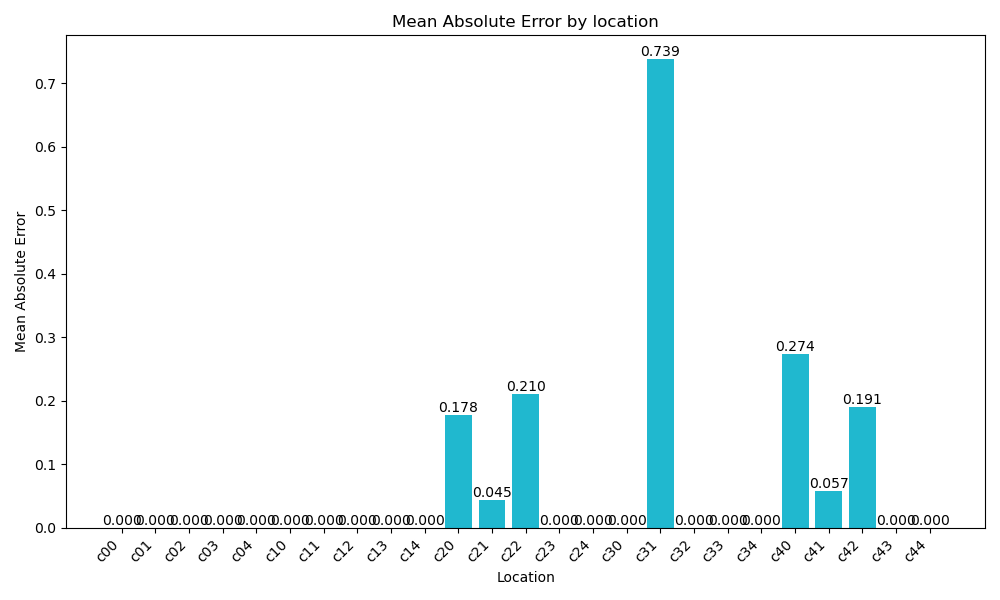 Mean Absolute Error by location
Mean Absolute Error
0.7
0.6
0.5
0.4
0.3
0.2
0.1
0.0
0.000 0.000 0.000 0.000 0.000 0.000 0.000 0.000 0.000 0.000 0.178 0.045 0.210 0.000 0.000 0.000 0.739 0.000 0.000 0.000 0.274 0.057 0.191 0.000 0.000
c00 c01 c02 c03 c04 c10 c11 c12 c13 c14 c20 c21 c22 c23 c24 c30 c31 c32 c33 c34 c40 c41 c42 c43 c44
Location